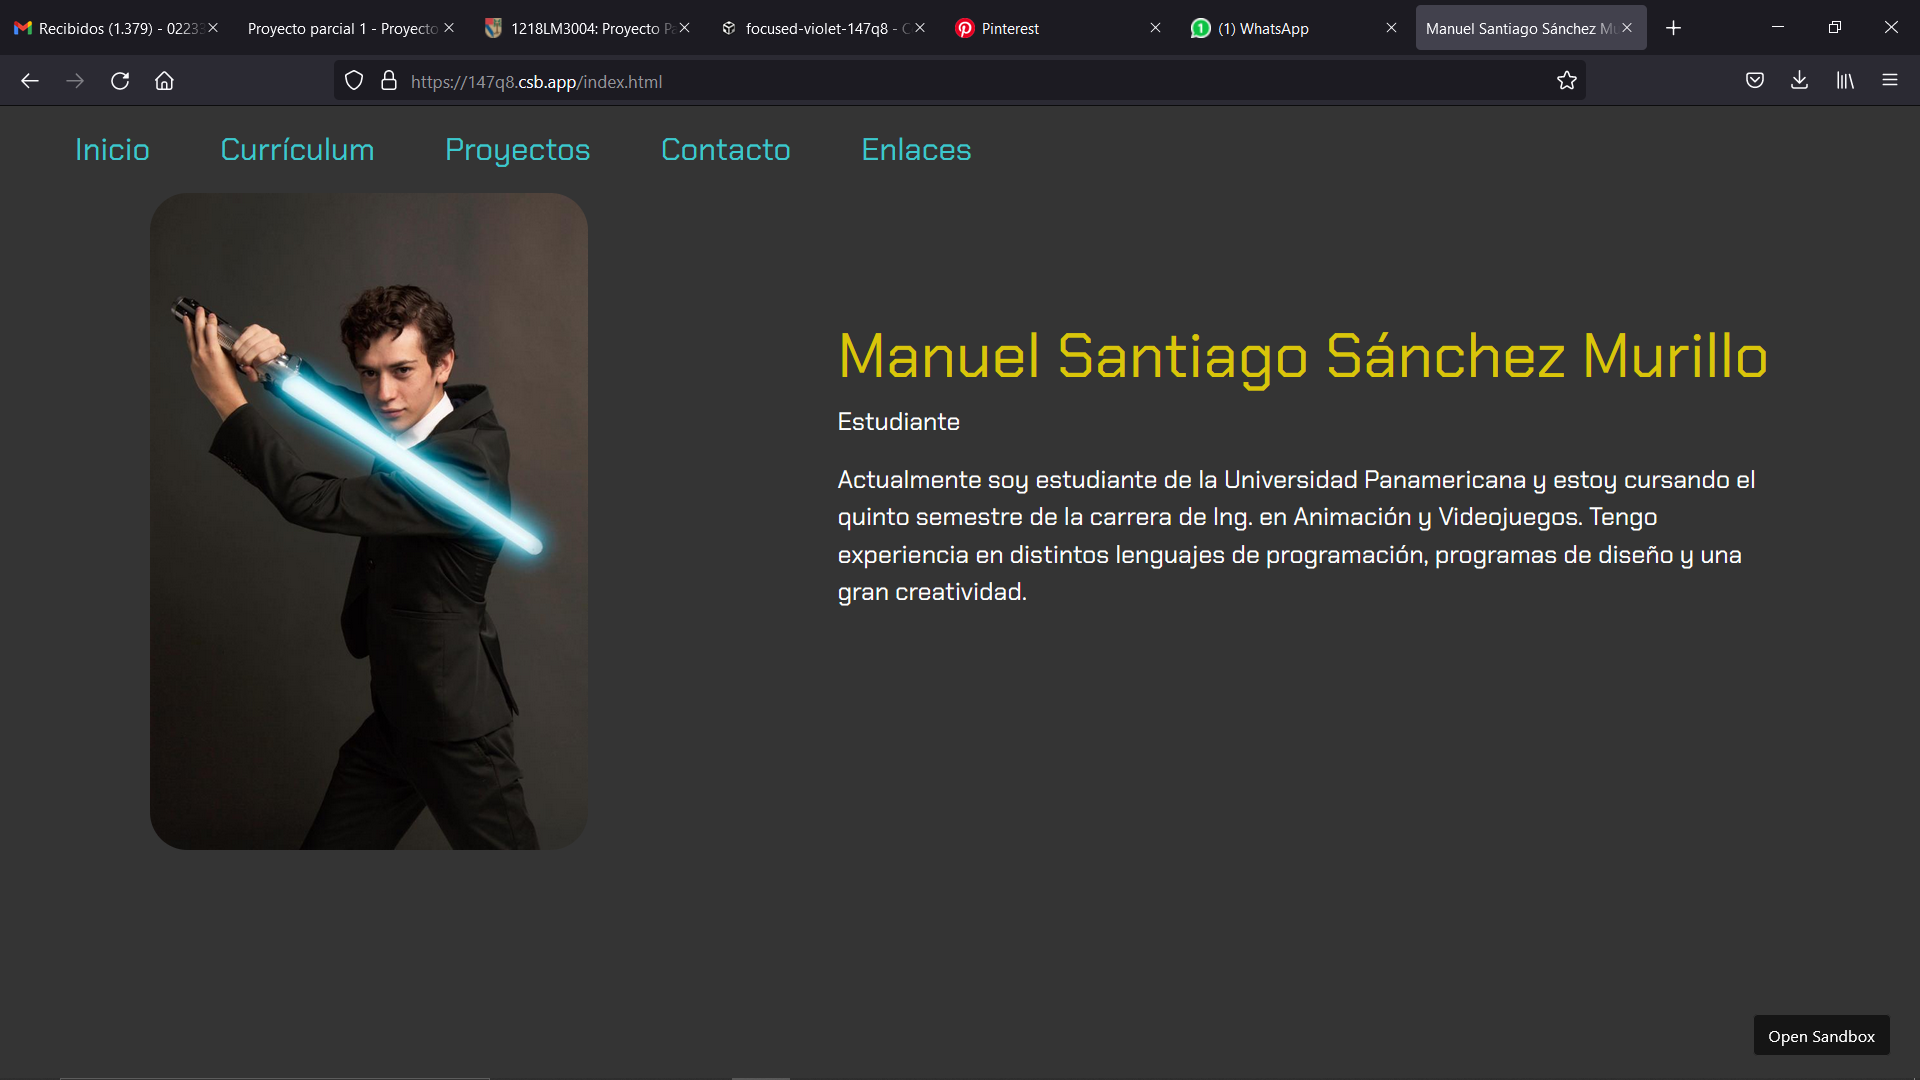 Recibidos (1.379) - 0223
Proyecto parcial 1 - Proyecto
1218LM3004: Proyecto P
focused-violet-147q8 - C
Pinterest
(1) WhatsApp
Manuel Santiago Sánchez M
https://147q8.csb.app/index.html
Inicio Currículum Proyectos Contacto Enlaces
Manuel Santiago Sánchez Murillo
Estudiante
Actualmente soy estudiante de la Universidad Panamericana y estoy cursando el
quinto semestre de la carrera de Ing. en Animación y Videojuegos. Tengo
experiencia en distintos lenguajes de programación, programas de diseño y una
gran creatividad.
Open Sandbox